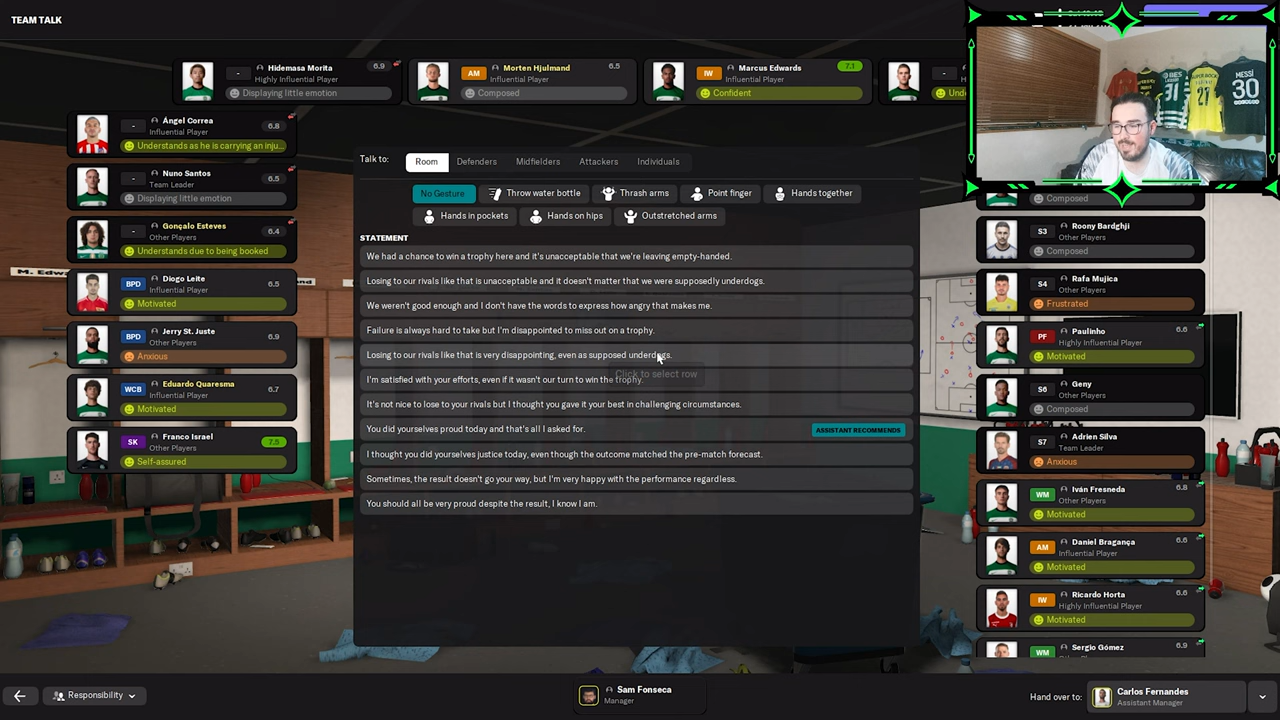 TEAM TALK
Hidemasa Morita
6.9
-
Highly Influential Player
Displaying little emotion
AM
Morten Hjulmand
6.5
Influential Player
Composed
IW
Marcus Edwards
7.1
Influential Player
Confident
-
Ángel Correa
-
6.8
Influential Player
Understands as he is carrying an inju...
Nuno Santos
-
6.5
Team Leader
Displaying little emotion
Gonçalo Esteves
-
6.4
Other Players
Understands due to being booked
Diogo Leite
BPD
6.5
Influential Player
Motivated
Jerry St. Juste
BPD
6.9
Other Players
Anxious
Eduardo Quaresma
WCB
6.7
Other Players
Motivated
Franco Israel
SK
7.5
Other Players
Self-assured
Talk to:
Room
Defenders
Midfielders
Attackers
Individuals
No Gesture
Throw water bottle
Thrash arms
Point finger
Hands together
Hands in pockets
Hands on hips
Outstretched arms
STATEMENT
We had a chance to win a trophy here and it's unacceptable that we're leaving empty-handed.
Losing to our rivals like that is unacceptable and it doesn't matter that we were supposedly underdogs.
We weren't good enough and I don't have the words to express how angry that makes me.
Failure is always hard to take but I'm disappointed to miss out on a trophy.
Losing to our rivals like that is very disappointing, even as supposed underdogs.
Click to select row
I'm satisfied with your efforts, even if it wasn't our turn to win the trophy.
It's not nice to lose to your rivals but I thought you gave it your best in challenging circumstances.
You did yourselves proud today and that's all I asked for.
ASSISTANT RECOMMENDS
I thought you did yourselves justice today, even though the outcome matched the pre-match forecast.
Sometimes, the result doesn't go your way, but I'm very happy with the performance regardless.
You should all be very proud despite the result, I know I am.
MESSI
30
31
27
SUPER BOCK
Composed
S3
Roony Bardghji
Other Players
Composed
S4
Rafa Mujica
Other Players
Frustrated
PF
Paulinho
6.6
Highly Influential Player
Motivated
S6
Geny
Other Players
Composed
S7
Adrien Silva
Team Leader
Anxious
WM
Iván Fresneda
6.8
Other Players
Motivated
AM
Daniel Bragança
6.6
Influential Player
Motivated
IW
Ricardo Horta
6.6
Highly Influential Player
Motivated
WM
Sergio Gómez
6.9
M. Edw
Responsibility
Sam Fonseca
Manager
Hand over to:
Carlos Fernandes
Assistant Manager